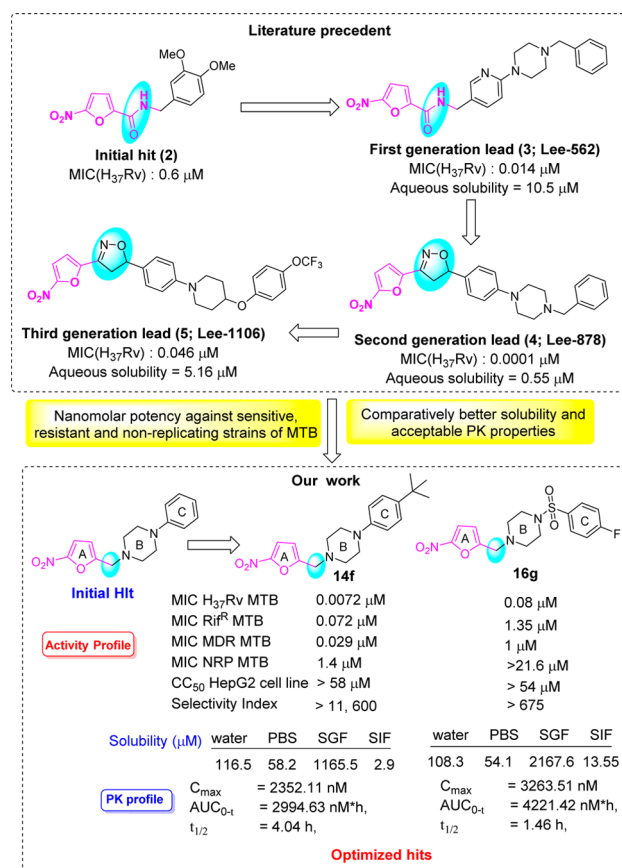 Literature precedent
OMe
OMe
H
N
O
O₂N
O
Initial hit (2)
MIC(H₃₇Rv) : 0.6 μM
N
N
N
H
N
O
O₂N
O
First generation lead (3; Lee-562)
MIC(H₃₇Rv) : 0.014 μM
Aqueous solubility = 10.5 μM
N-O
O
O₂N
N
O
OCF₃
Third generation lead (5; Lee-1106)
MIC(H₃₇Rv) : 0.046 μM
Aqueous solubility = 5.16 μM
N-O
O
O₂N
N
N
Second generation lead (4; Lee-878)
MIC(H₃₇Rv) : 0.0001 μM
Aqueous solubility = 0.55 μM
Nanomolar potency against sensitive,
resistant and non-replicating strains of MTB
Comparatively better solubility and
acceptable PK properties
Our work
O₂N
O
A
N
B
N
C
Initial HIt
O₂N
O
A
N
B
N
C
14f
O₂N
O
A
N
B
N
O
S
O
C
F
16g
MIC H₃₇Rv MTB 0.0072 μM 0.08 μM
MIC Rifᴿ MTB 0.072 μM 1.35 μM
MIC MDR MTB 0.029 μM 1 μM
MIC NRP MTB 1.4 μM >21.6 μM
CC₅₀ HepG2 cell line > 58 μM > 54 μM
Selectivity Index > 11, 600 > 675
Activity Profile
Solubility (μM) water PBS SGF SIF
116.5 58.2 1165.5 2.9
water PBS SGF SIF
108.3 54.1 2167.6 13.55
PK profile
Cmax = 2352.11 nM
AUC₀₋t = 2994.63 nM*h,
t₁/₂ = 4.04 h,
Cmax = 3263.51 nM
AUC₀₋t = 4221.42 nM*h,
t₁/₂ = 1.46 h,
Optimized hits